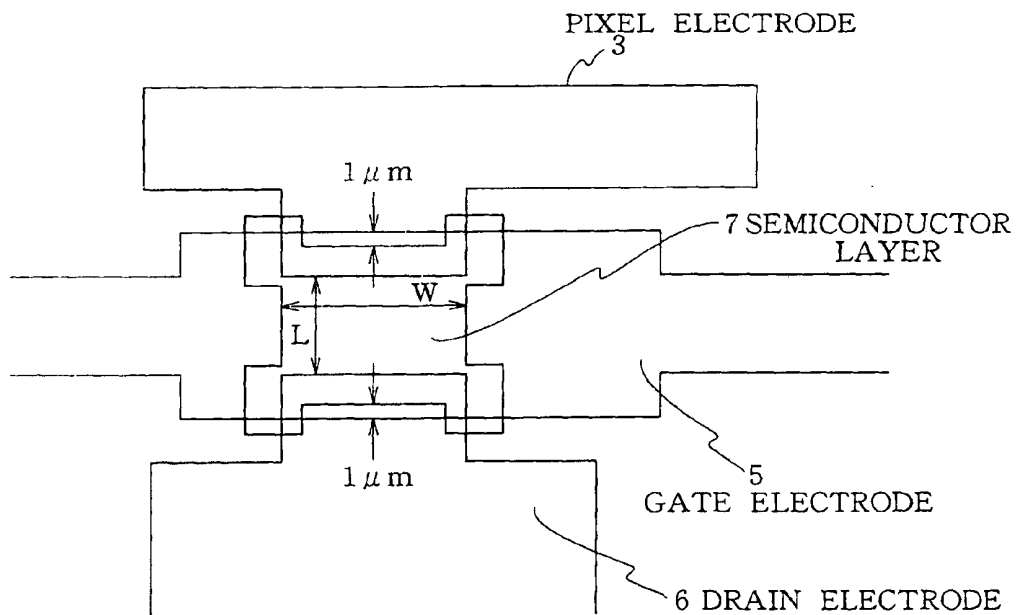 PIXEL ELECTRODE
3
1 μm
7 SEMICONDUCTOR
LAYER
W
L
1 μm
5
GATE ELECTRODE
6 DRAIN ELECTRODE